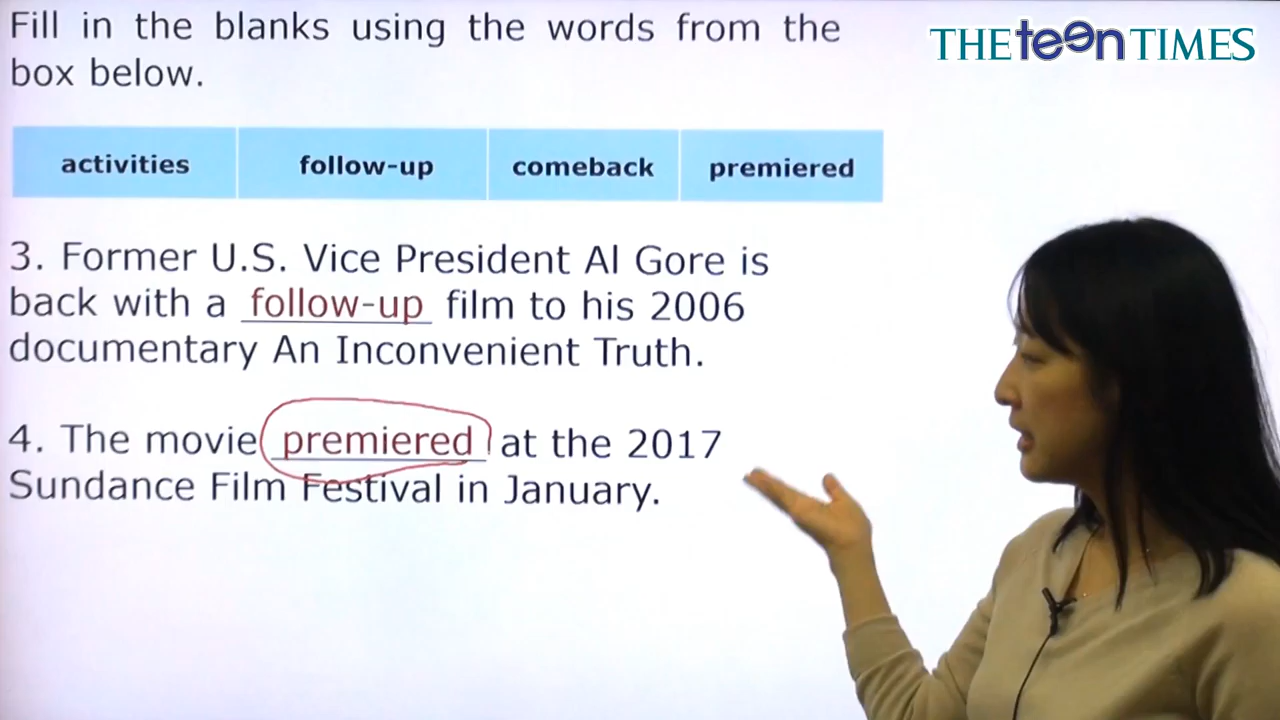 Fill in the blanks using the words from the
box below.
THE teen TIMES
activities follow-up comeback premiered
3. Former U.S. Vice President Al Gore is
back with a follow-up film to his 2006
documentary An Inconvenient Truth.
4. The movie premiered at the 2017
Sundance Film Festival in January.